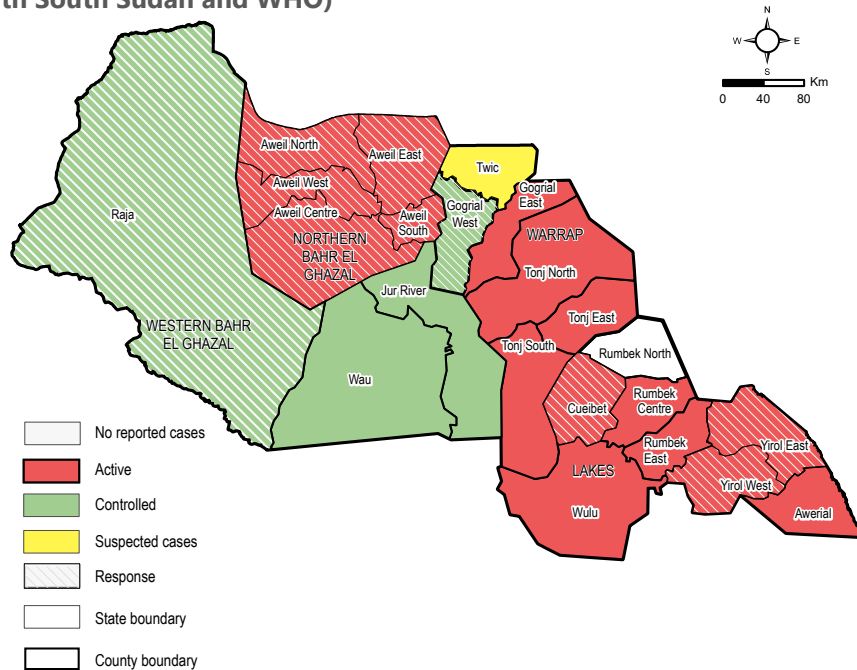 th South Sudan and WHO)
N
W E
S
Km
0 40 80
Aweil North
Aweil East
Twic
Aweil West
Gogrial
East
Raja
Aweil Centre
Gogrial
West
Aweil
South
NORTHERN
BAHR EL
GHAZAL
WARRAP
Tonj North
Jur River
Tonj East
WESTERN BAHR
EL GHAZAL
Tonj South
Rumbek North
Wau
Cueibet
Rumbek
Centre
Rumbek
East
Yirol East
LAKES
Yirol West
Wulu
Awerial
No reported cases
Active
Controlled
Suspected cases
Response
State boundary
County boundary